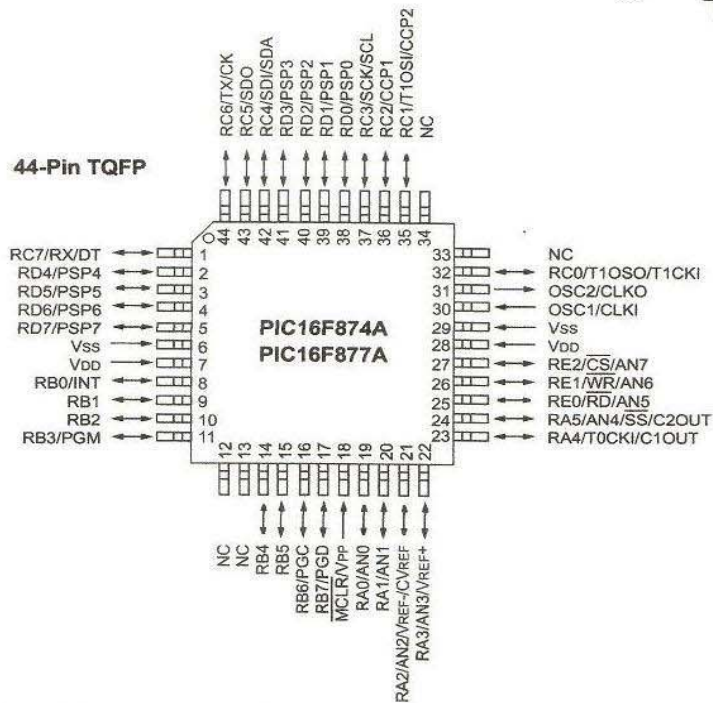 44-Pin TQFP
RC6/TX/CK
RC5/SDO
RC4/SDI/SDA
RD3/PSP3
RD2/PSP2
RD1/PSP1
RD0/PSP0
RC3/SCK/SCL
RC2/CCP1
RC1/T1OSI/CCP2
NC
44
43
42
41
40
39
38
37
36
35
34
RC7/RX/DT 1
RD4/PSP4 2
RD5/PSP5 3
RD6/PSP6 4
RD7/PSP7 5
VSS 6
VDD 7
RB0/INT 8
RB1 9
RB2 10
RB3/PGM 11
PIC16F874A
PIC16F877A
33 NC
32 RC0/T1OSO/T1CKI
31 OSC2/CLKO
30 OSC1/CLKI
29 VSS
28 VDD
27 RE2/CS/AN7
26 RE1/WR/AN6
25 RE0/RD/AN5
24 RA5/AN4/SS/C2OUT
23 RA4/T0CKI/C1OUT
12
13
14
15
16
17
18
19
20
21
22
NC
NC
RB4
RB5
RB6/PGC
RB7/PGD
MCLR/VPP
RA0/AN0
RA1/AN1
RA2/AN2/VREF-/CVREF
RA3/AN3/VREF+